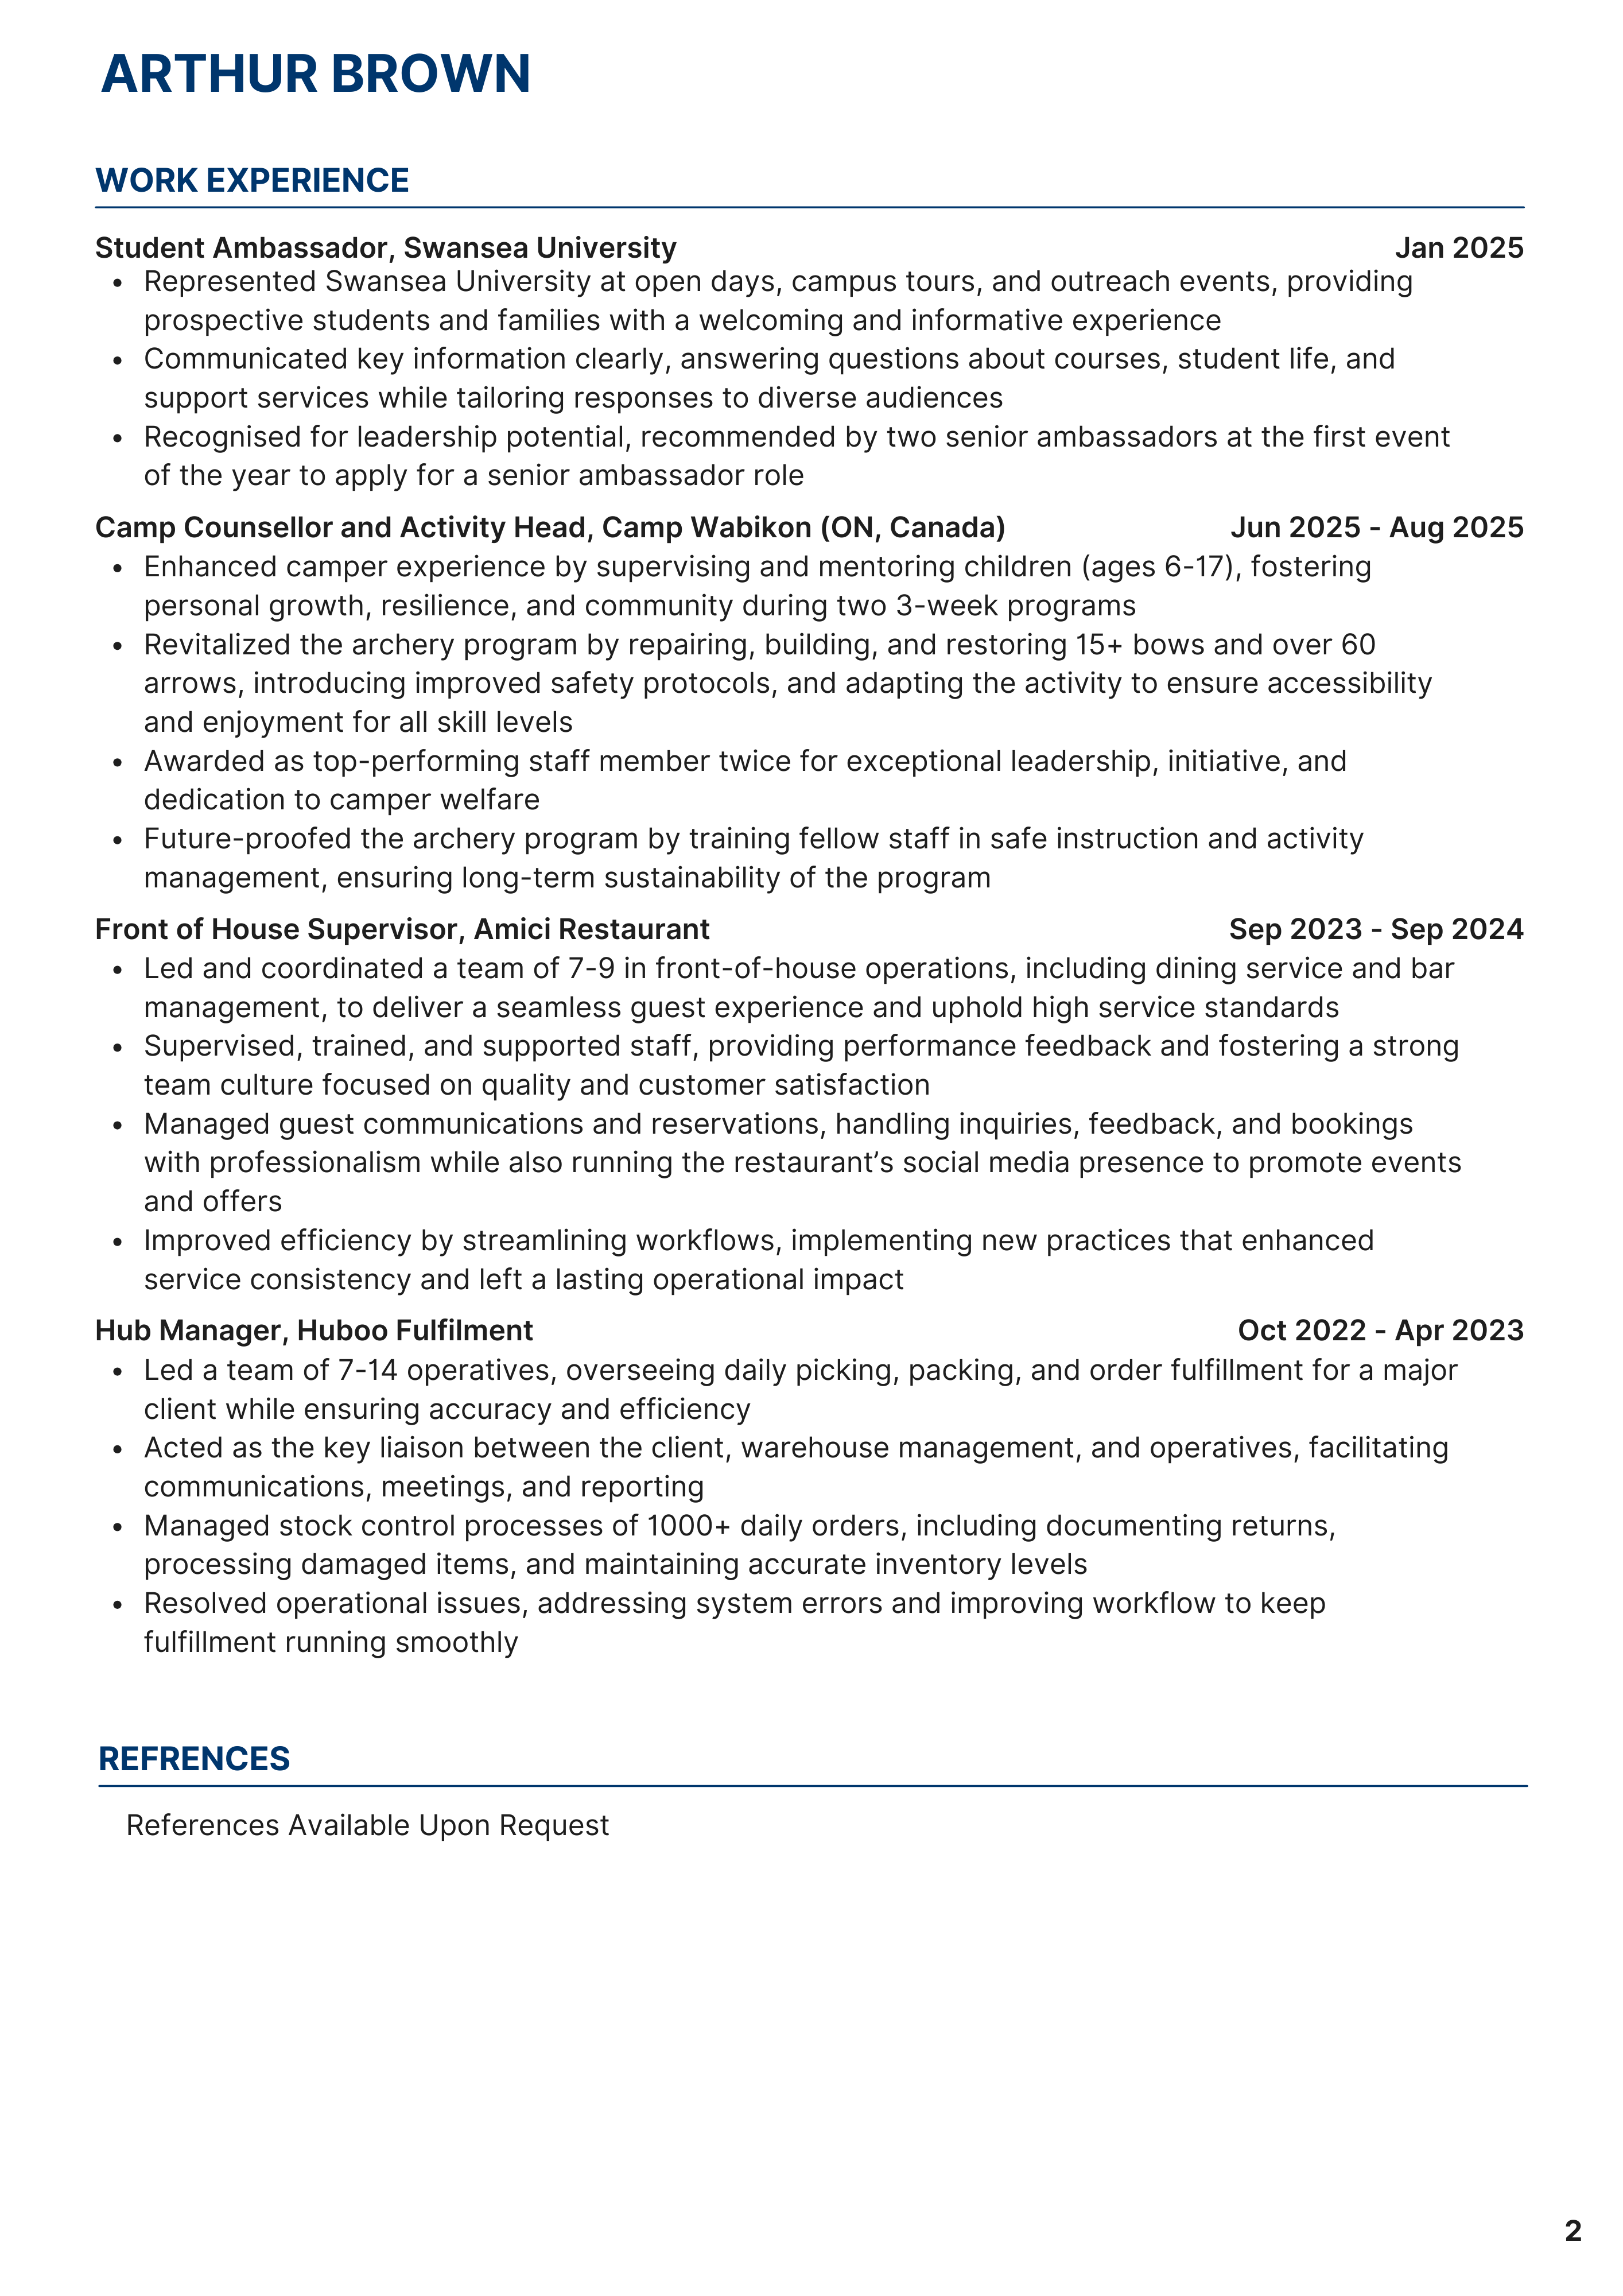 ARTHUR BROWN
WORK EXPERIENCE
Student Ambassador, Swansea University Jan 2025
• Represented Swansea University at open days, campus tours, and outreach events, providing
prospective students and families with a welcoming and informative experience
• Communicated key information clearly, answering questions about courses, student life, and
support services while tailoring responses to diverse audiences
• Recognised for leadership potential, recommended by two senior ambassadors at the first event
of the year to apply for a senior ambassador role
Camp Counsellor and Activity Head, Camp Wabikon (ON, Canada) Jun 2025 - Aug 2025
• Enhanced camper experience by supervising and mentoring children (ages 6-17), fostering
personal growth, resilience, and community during two 3-week programs
• Revitalized the archery program by repairing, building, and restoring 15+ bows and over 60
arrows, introducing improved safety protocols, and adapting the activity to ensure accessibility
and enjoyment for all skill levels
• Awarded as top-performing staff member twice for exceptional leadership, initiative, and
dedication to camper welfare
• Future-proofed the archery program by training fellow staff in safe instruction and activity
management, ensuring long-term sustainability of the program
Front of House Supervisor, Amici Restaurant Sep 2023 - Sep 2024
• Led and coordinated a team of 7-9 in front-of-house operations, including dining service and bar
management, to deliver a seamless guest experience and uphold high service standards
• Supervised, trained, and supported staff, providing performance feedback and fostering a strong
team culture focused on quality and customer satisfaction
• Managed guest communications and reservations, handling inquiries, feedback, and bookings
with professionalism while also running the restaurant’s social media presence to promote events
and offers
• Improved efficiency by streamlining workflows, implementing new practices that enhanced
service consistency and left a lasting operational impact
Hub Manager, Huboo Fulfilment Oct 2022 - Apr 2023
• Led a team of 7-14 operatives, overseeing daily picking, packing, and order fulfillment for a major
client while ensuring accuracy and efficiency
• Acted as the key liaison between the client, warehouse management, and operatives, facilitating
communications, meetings, and reporting
• Managed stock control processes of 1000+ daily orders, including documenting returns,
processing damaged items, and maintaining accurate inventory levels
• Resolved operational issues, addressing system errors and improving workflow to keep
fulfillment running smoothly
REFRENCES
References Available Upon Request
2